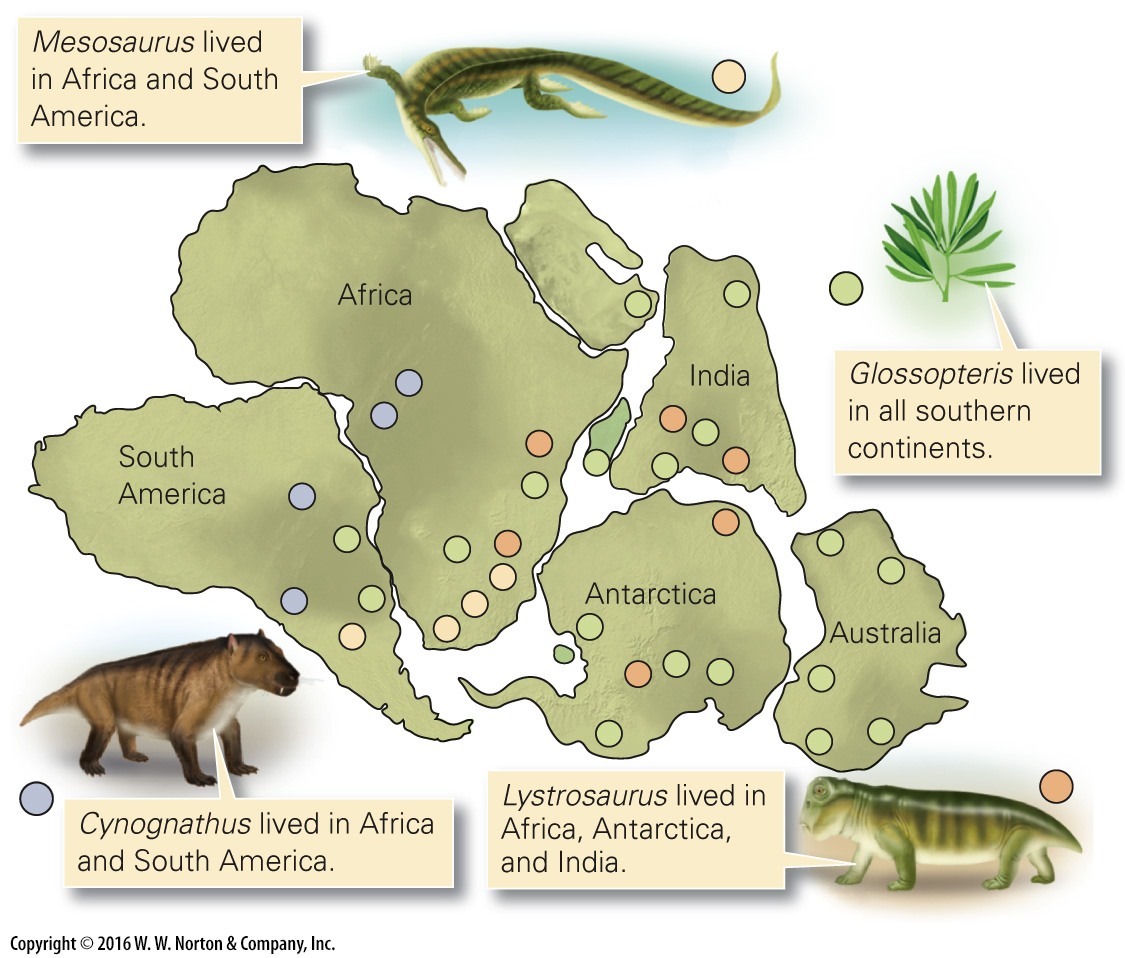 Mesosaurus lived
in Africa and South
America.
Africa
India
Glossopteris lived
in all southern
continents.
South
America
Antarctica
Australia
Cynognathus lived in Africa
and South America.
Lystrosaurus lived in
Africa, Antarctica,
and India.
Copyright © 2016 W. W. Norton & Company, Inc.